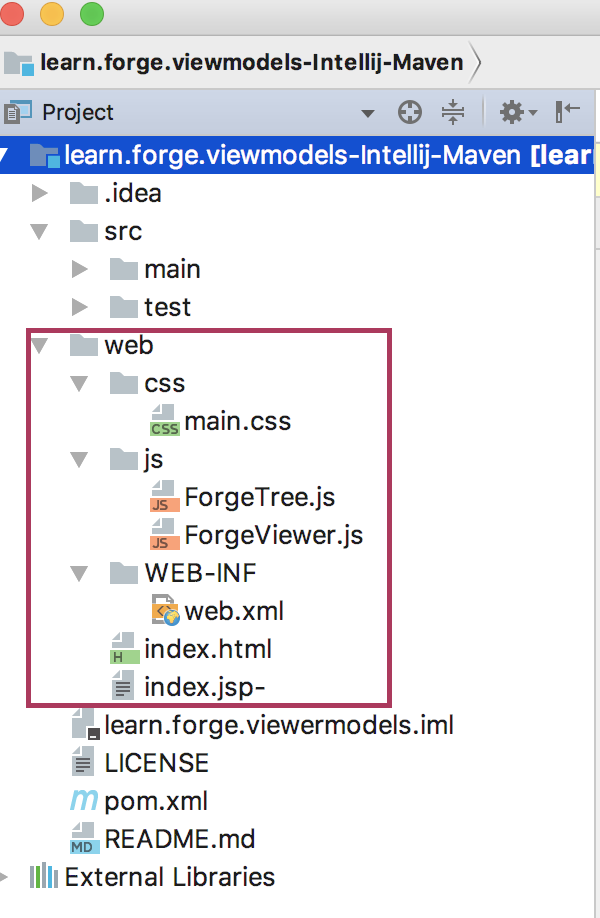 learn.forge.viewmodels-Intellij-Maven
Project
learn.forge.viewmodels-Intellij-Maven [lear
.idea
src
main
test
web
css
CSS main.css
js
JS ForgeTree.js
JS ForgeViewer.js
WEB-INF
web.xml
H index.html
index.jsp-
learn.forge.viewermodels.iml
LICENSE
m pom.xml
MD README.md
External Libraries